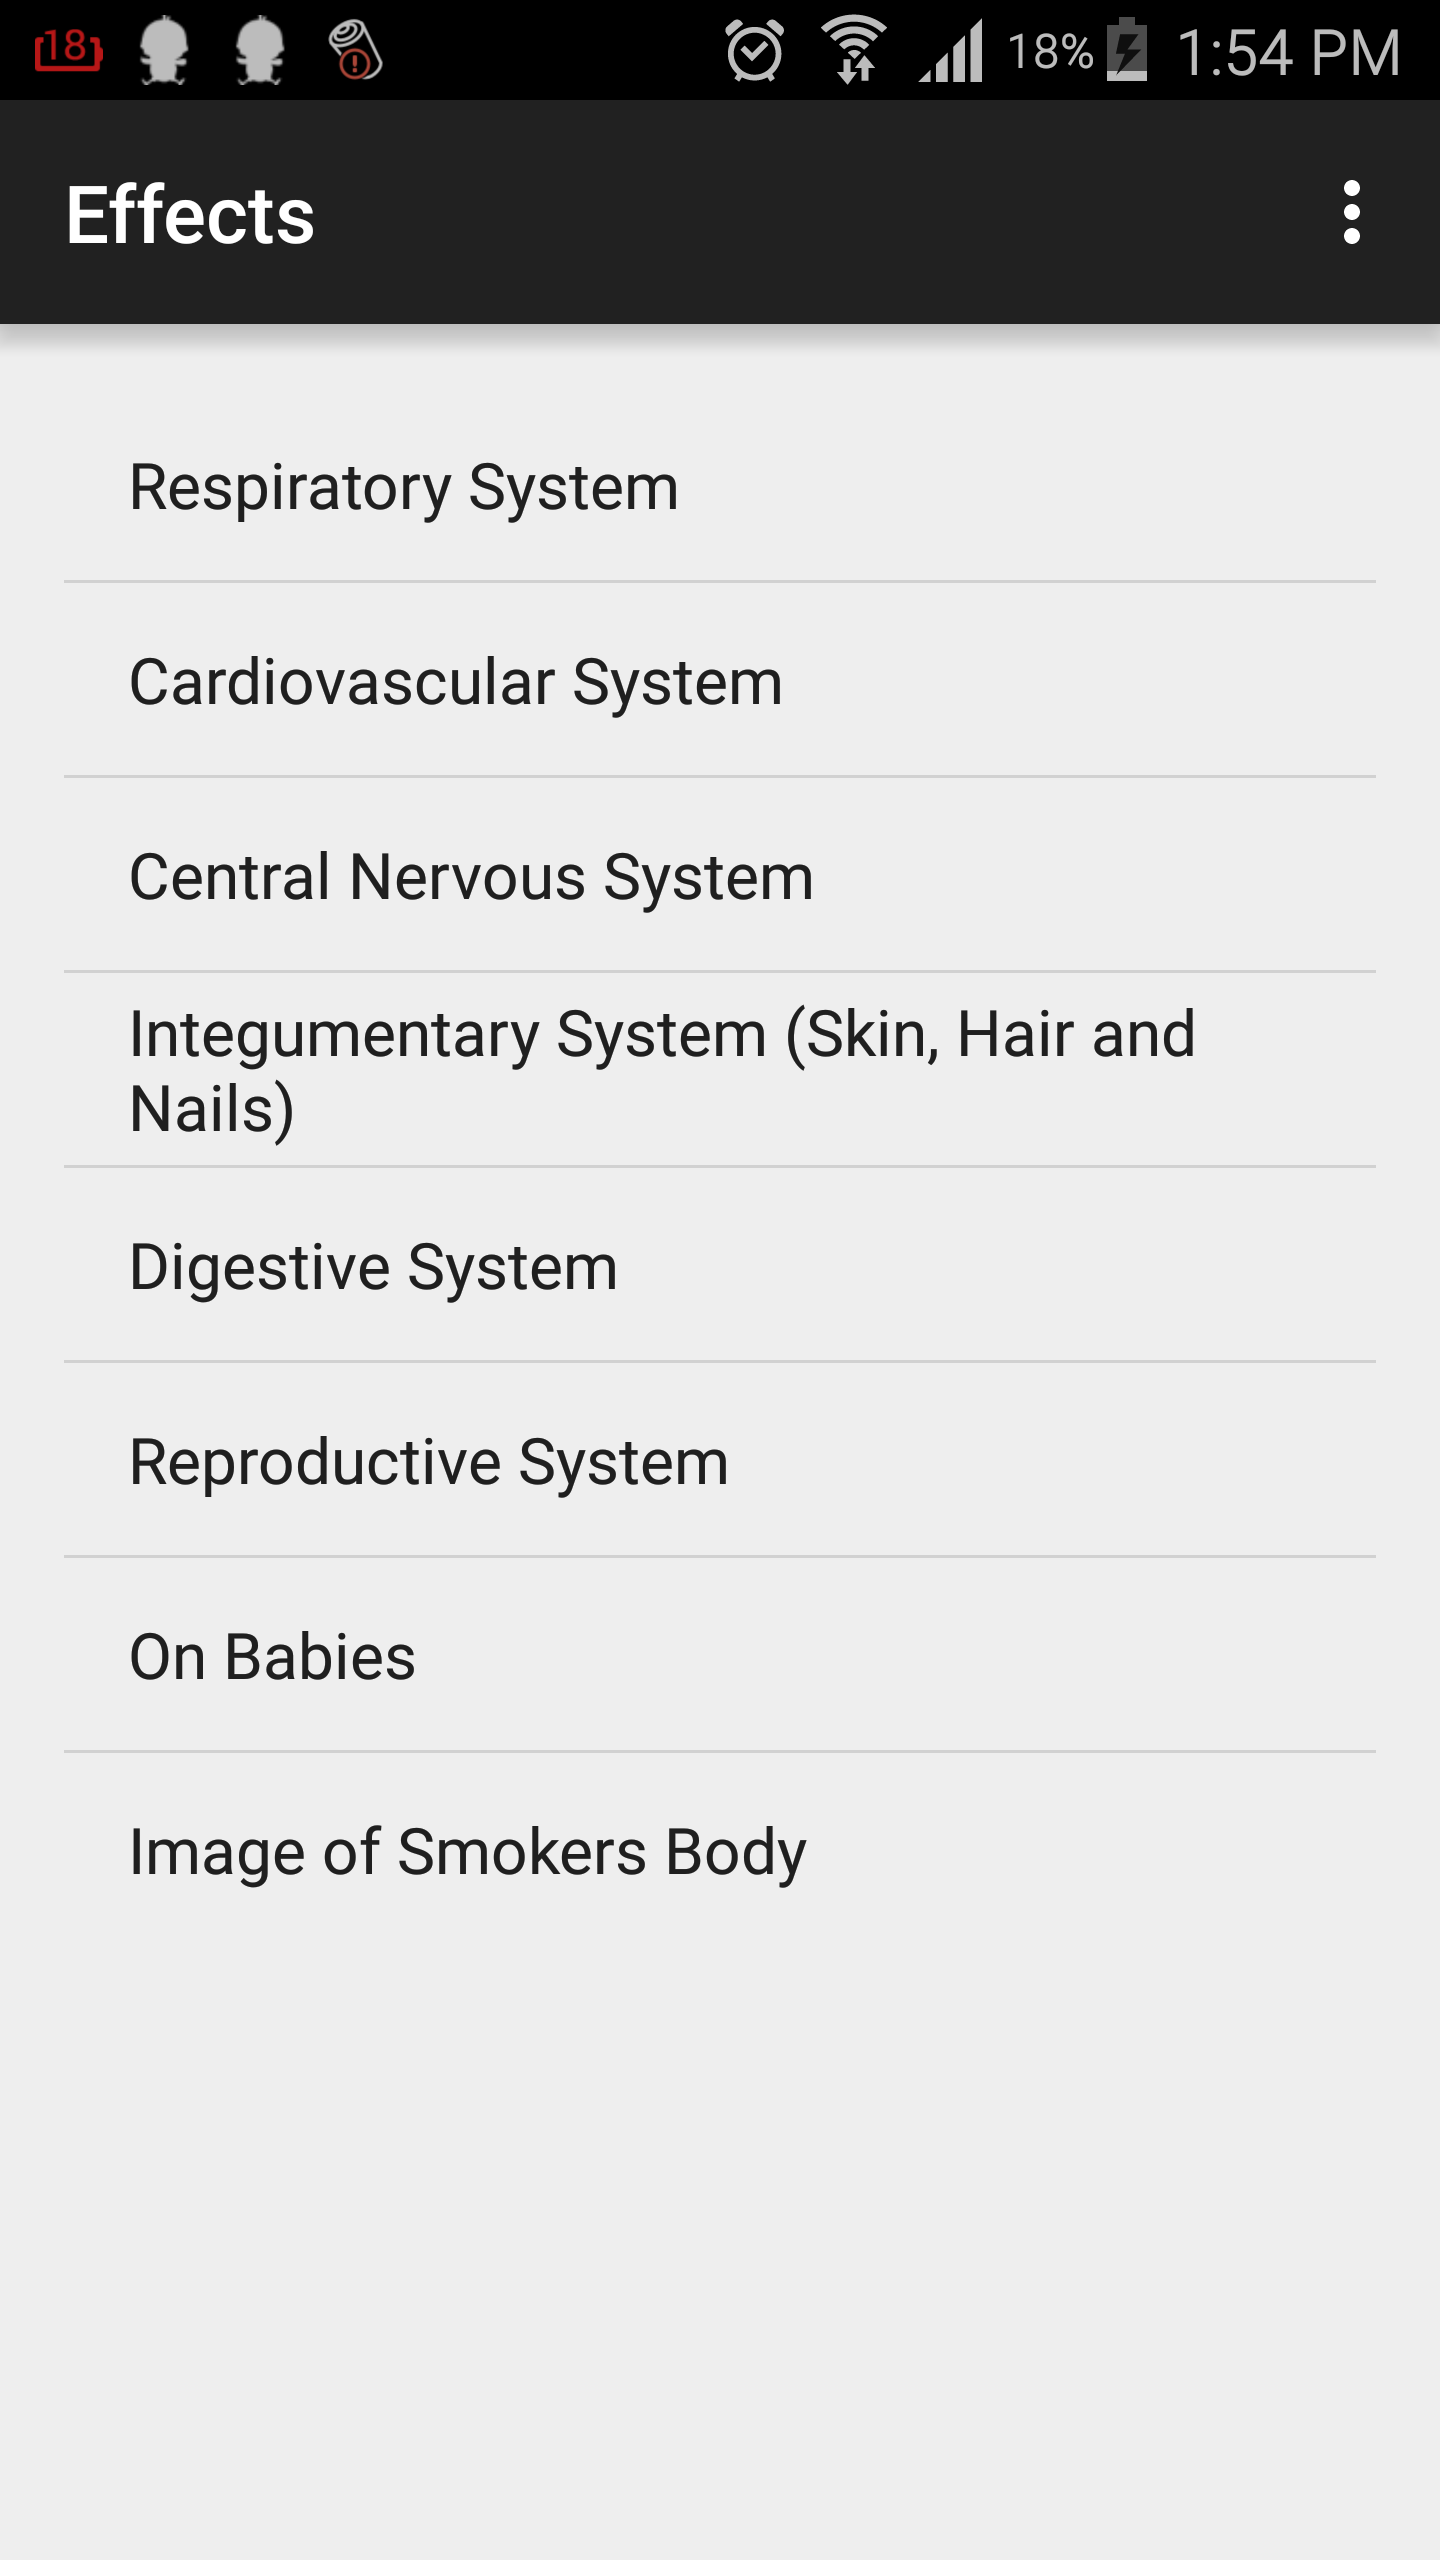 18
18% 1:54 PM
Effects
Respiratory System
Cardiovascular System
Central Nervous System
Integumentary System (Skin, Hair and
Nails)
Digestive System
Reproductive System
On Babies
Image of Smokers Body